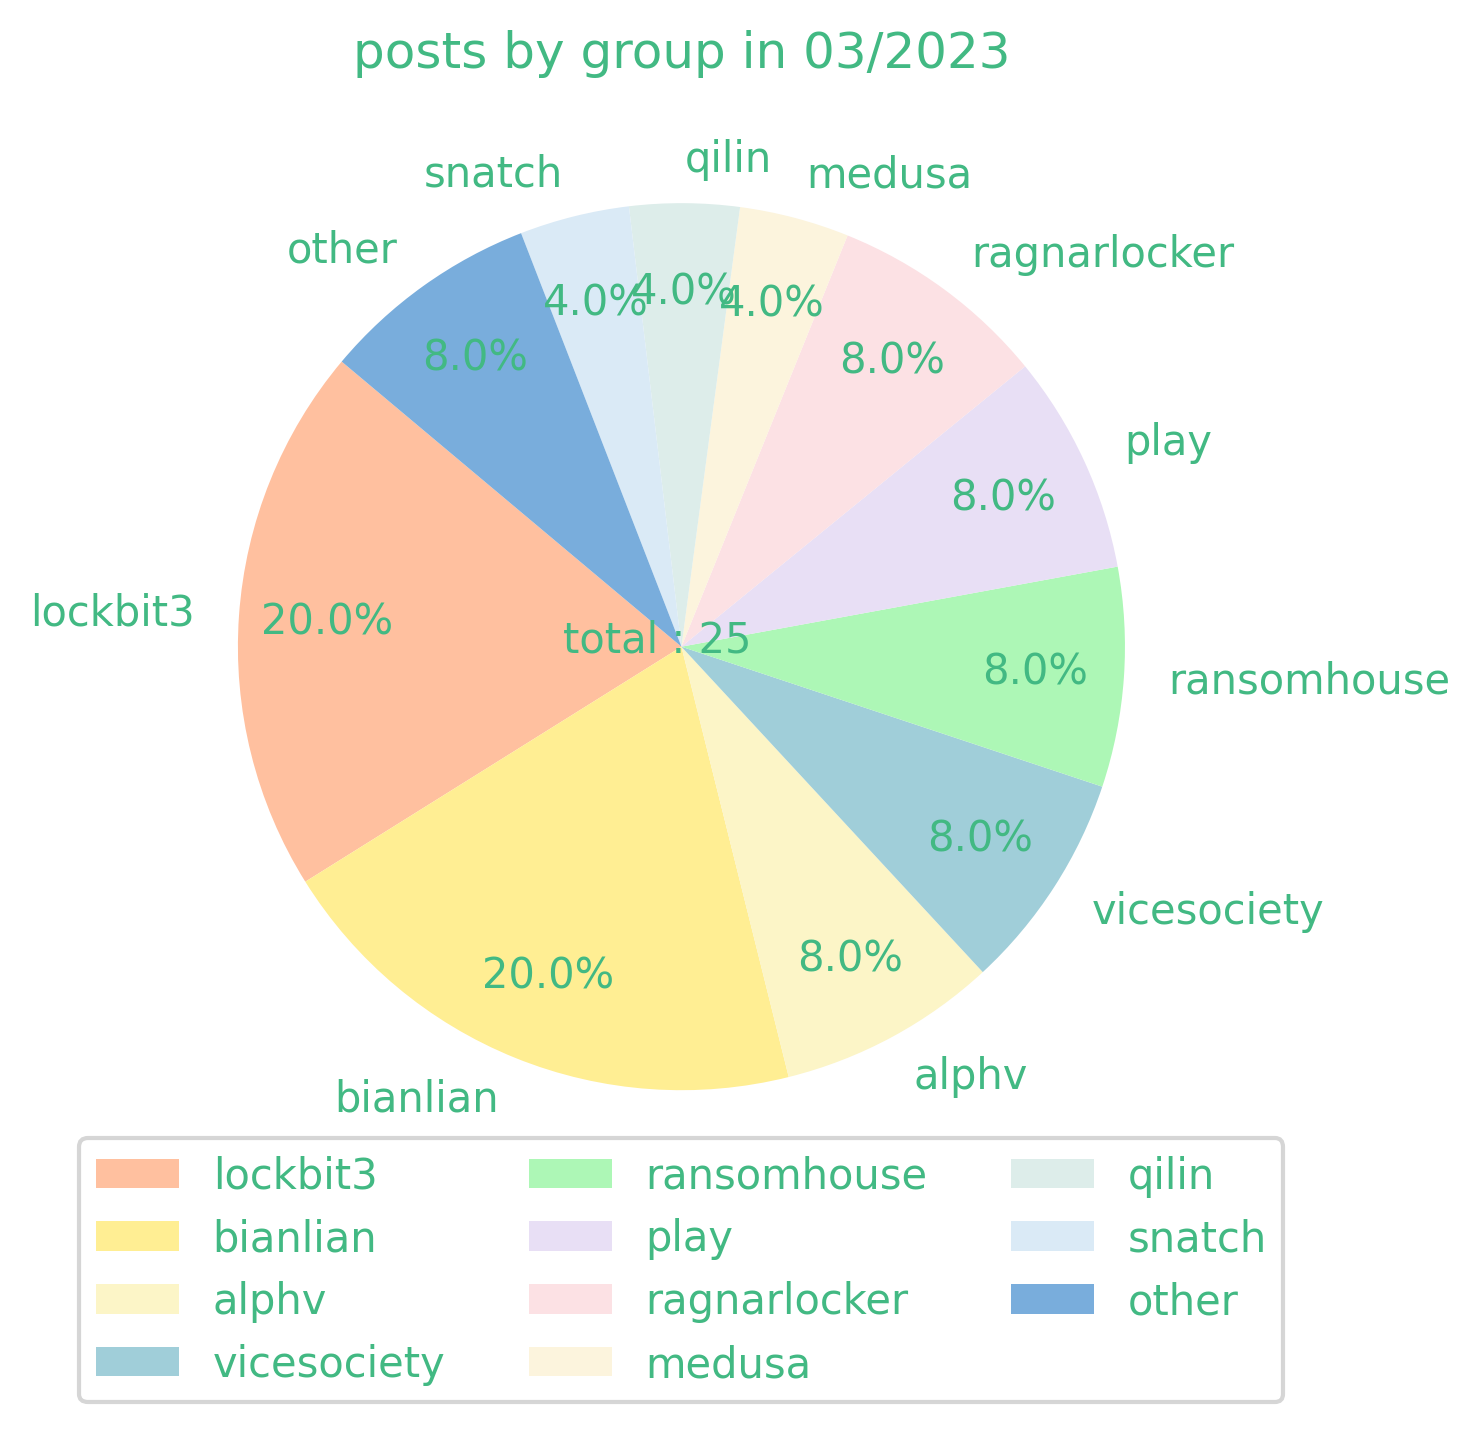 posts by group in 03/2023
qilin
snatch
medusa
other
ragnarlocker
4.0%
4.0%
4.0%
8.0%
8.0%
play
8.0%
lockbit3
20.0%
total : 25
8.0%
ransomhouse
8.0%
vicesociety
8.0%
20.0%
alphv
bianlian
lockbit3
bianlian
alphv
vicesociety
ransomhouse
play
ragnarlocker
medusa
qilin
snatch
other